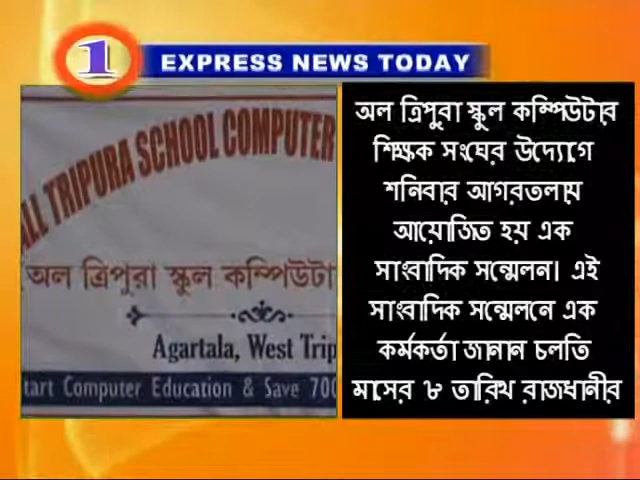 1 EXPRESS NEWS TODAY
ALL TRIPURA SCHOOL COMPUTER
অল ত্রিপুরা স্কুল কম্পিউটা
Agartala, West Trip
tart Computer Education & Save 700
অল ত্রিপুরা স্কুল কম্পিউটার
শিক্ষক সংঘের উদ্যোগে
শনিবার আগরতলায়
আয়োজিত হয় এক
সাংবাদিক সন্মেলন। এই
সাংবাদিক সন্মেলনে এক
কর্মকর্তা জানান চলতি
মাসের ৮ তারিখ রাজধানীর